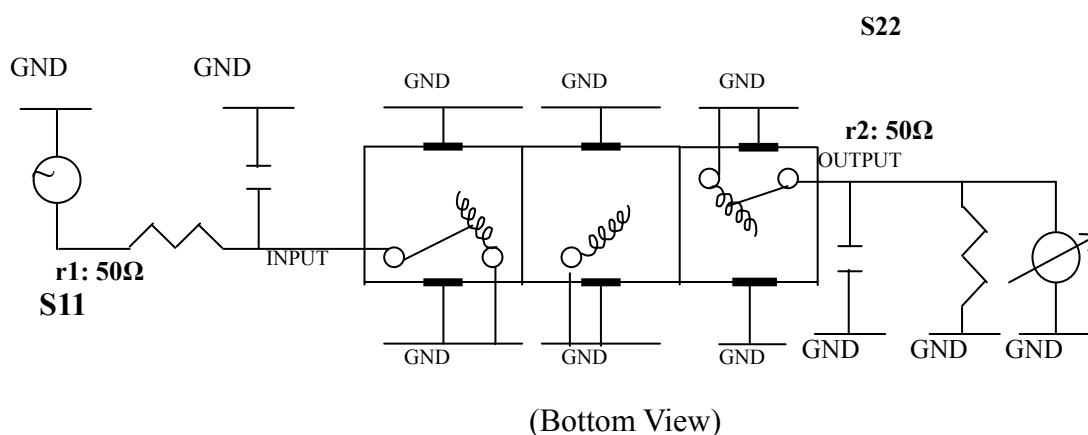 S22
GND
GND
GND
GND
GND
r2: 50Ω
OUTPUT
INPUT
r1: 50Ω
S11
GND
GND
GND
GND
GND
GND
(Bottom View)